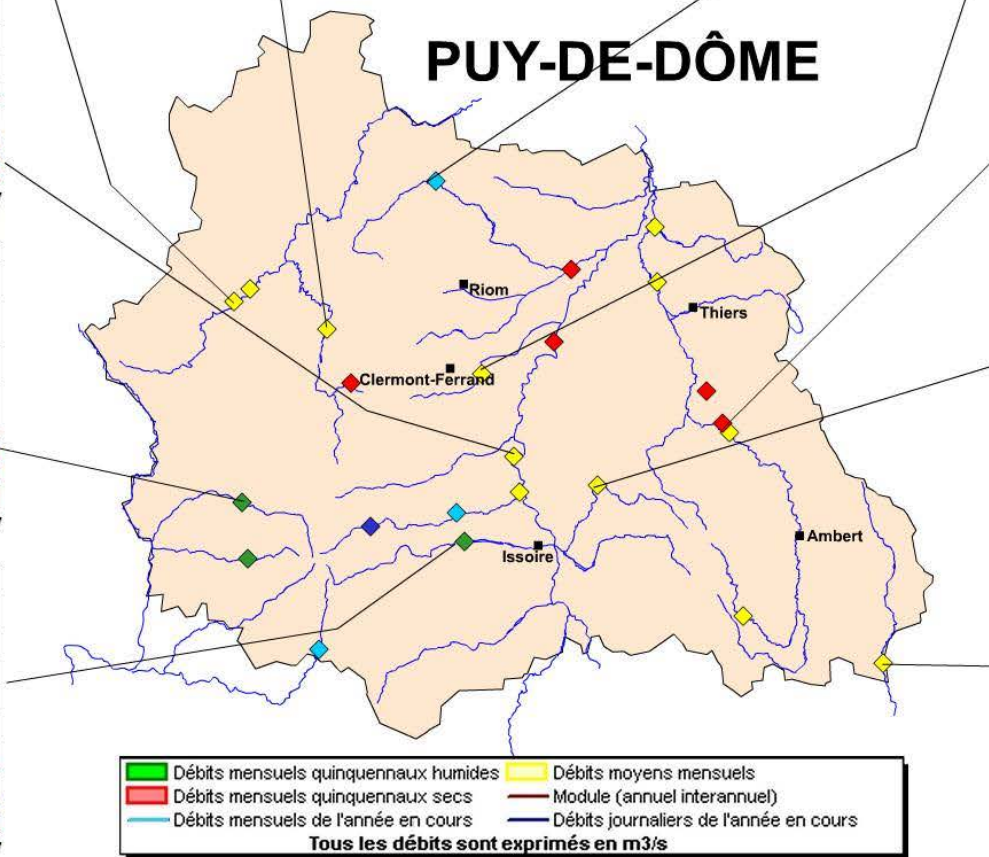 PUY-DE-DÔME
Riom
Thiers
Clermont-Ferrand
Ambert
Issoire
Débits mensuels quinquennaux humides
Débits moyens mensuels
Débits mensuels quinquennaux secs
Module (annuel interannuel)
Débits mensuels de l'année en cours
Débits journaliers de l'année en cours
Tous les débits sont exprimés en m3/s